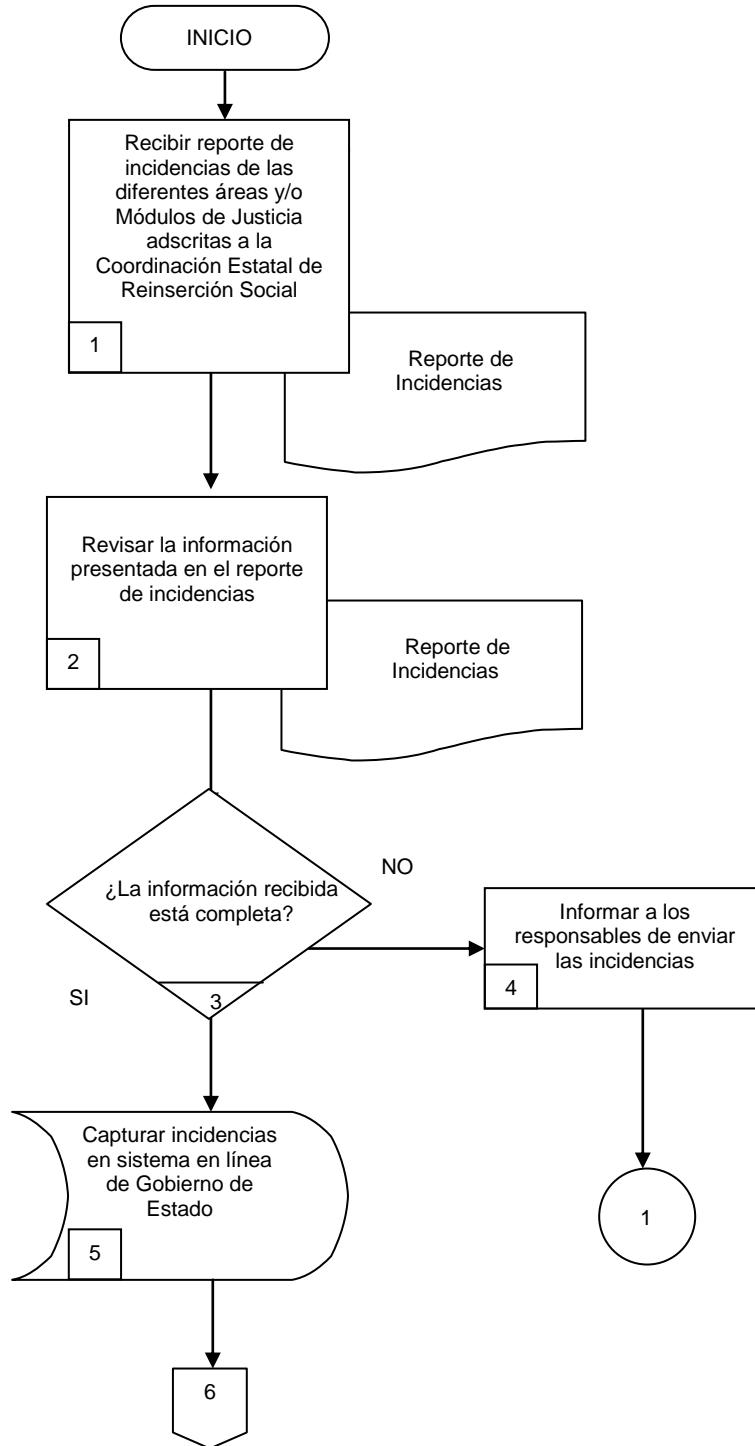 INICIO
Recibir reporte de
incidencias de las
diferentes áreas y/o
Módulos de Justicia
adscritas a la
Coordinación Estatal de
Reinserción Social
1
Reporte de
Incidencias
Revisar la información
presentada en el reporte
de incidencias
2
Reporte de
Incidencias
¿La información recibida
está completa?
3
NO
SI
Informar a los
responsables de enviar
las incidencias
4
Capturar incidencias
en sistema en línea
de Gobierno de
Estado
5
1
6